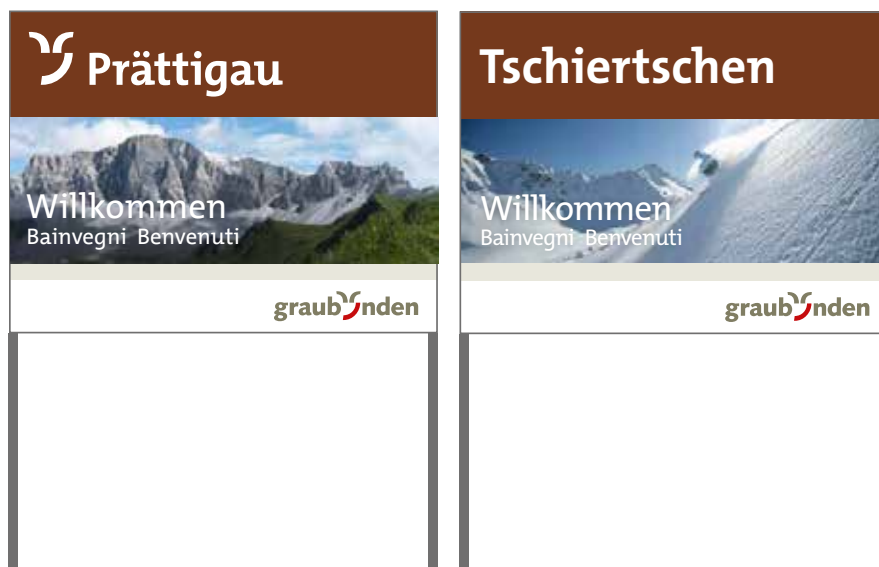 Prättigau
Willkommen
Bainvegni Benvenuti
graubünden
Tschiertschen
Willkommen
Bainvegni Benvenuti
graubünden